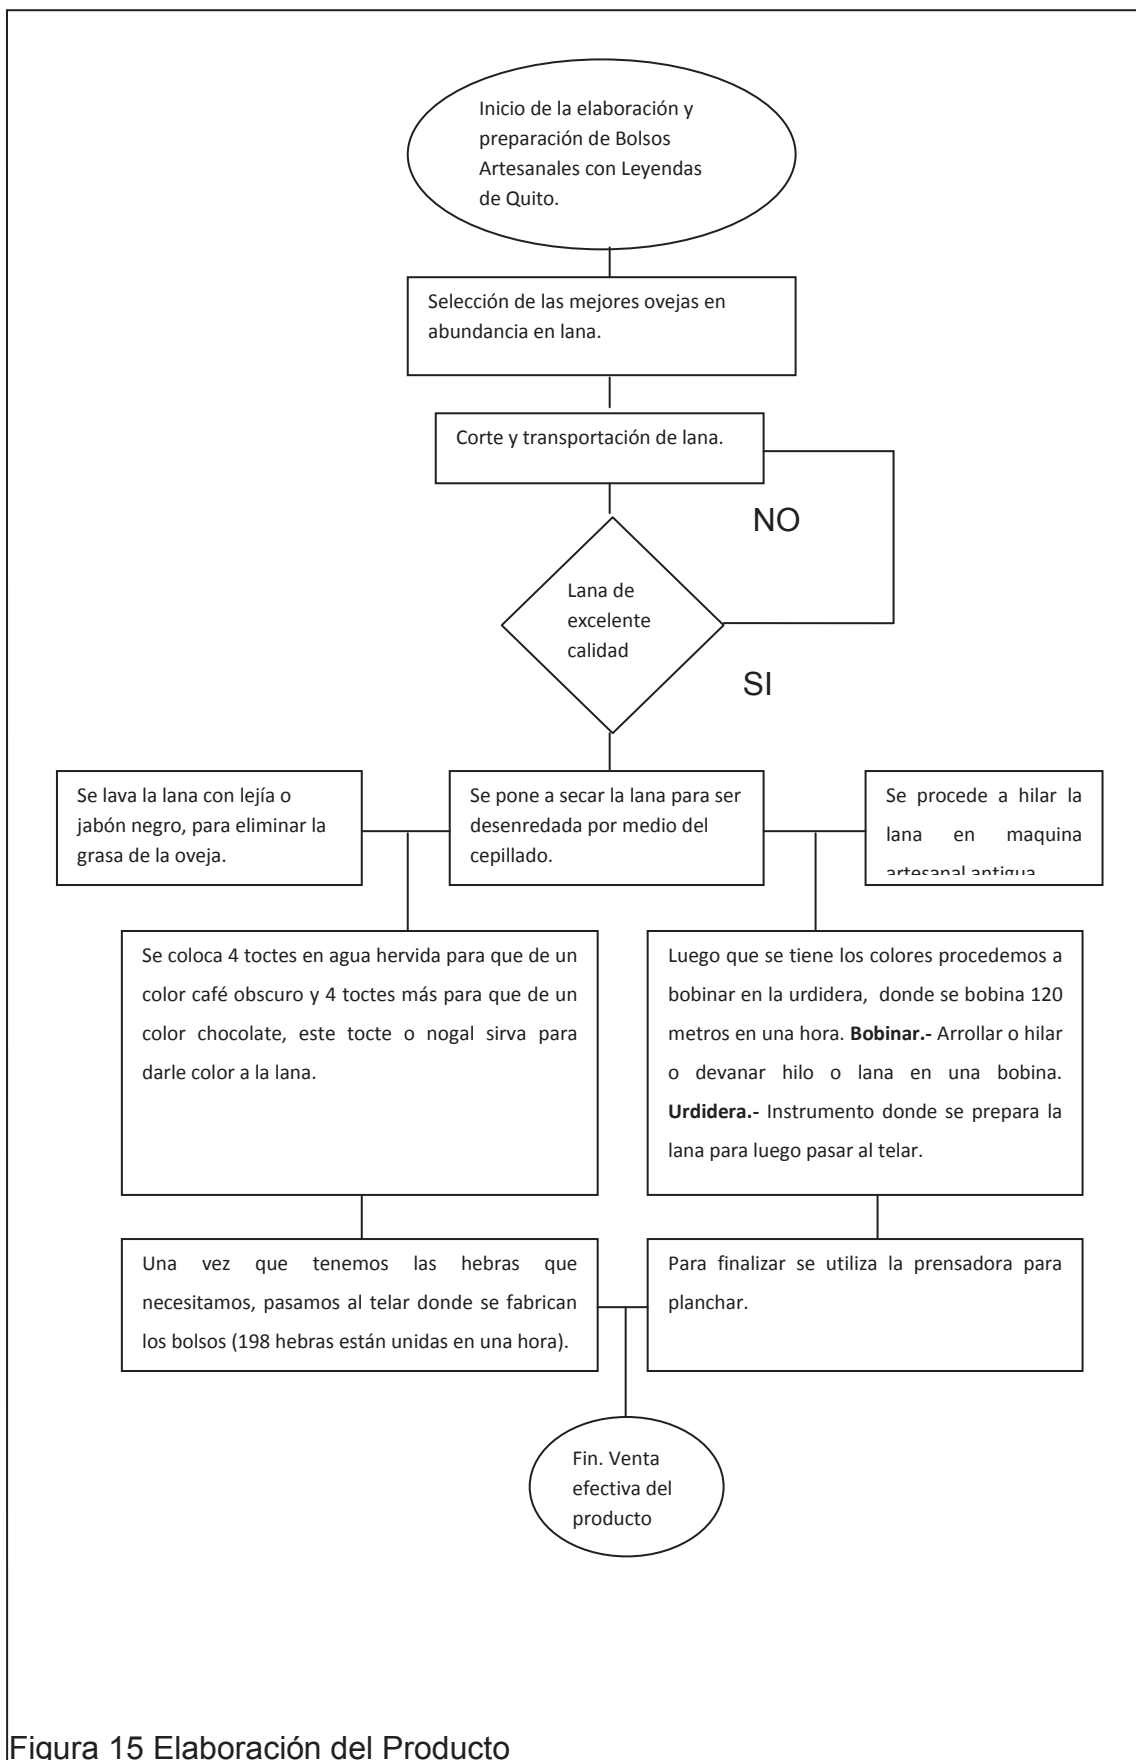 Inicio de la elaboración y
preparación de Bolsos
Artesanales con Leyendas
de Quito.
Selección de las mejores ovejas en
abundancia en lana.
Corte y transportación de lana.
NO
Lana de
excelente
calidad
SI
Se lava la lana con lejía o
jabón negro, para eliminar la
grasa de la oveja.
Se pone a secar la lana para ser
desenredada por medio del
cepillado.
Se procede a hilar la
lana en maquina
artesanal antigua
Se coloca 4 toctes en agua hervida para que de un
color café obscuro y 4 toctes más para que de un
color chocolate, este tocte o nogal sirva para
darle color a la lana.
Luego que se tiene los colores procedemos a
bobinar en la urdidera, donde se bobina 120
metros en una hora. Bobinar.- Arrollar o hilar
o devanar hilo o lana en una bobina.
Urdidera.- Instrumento donde se prepara la
lana para luego pasar al telar.
Una vez que tenemos las hebras que
necesitamos, pasamos al telar donde se fabrican
los bolsos (198 hebras están unidas en una hora).
Para finalizar se utiliza la prensadora para
planchar.
Fin. Venta
efectiva del
producto
Figura 15 Elaboración del Producto